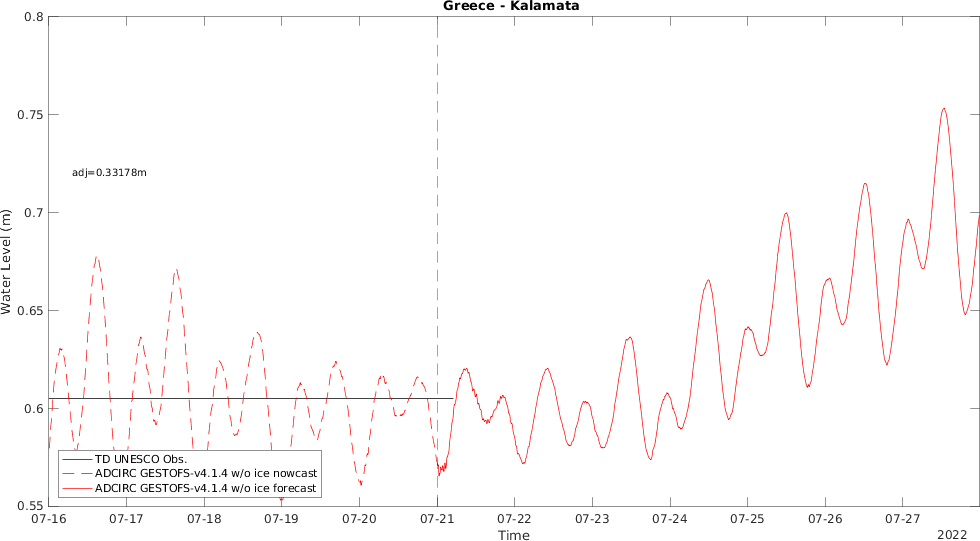 Greece - Kalamata
0.8
0.75
0.7
0.65
0.6
0.55
Water Level (m)
adj=0.33178m
TD UNESCO Obs.
ADCIRC GESTOFS-v4.1.4 w/o ice nowcast
ADCIRC GESTOFS-v4.1.4 w/o ice forecast
07-16 07-17 07-18 07-19 07-20 07-21 07-22 07-23 07-24 07-25 07-26 07-27
Time
2022